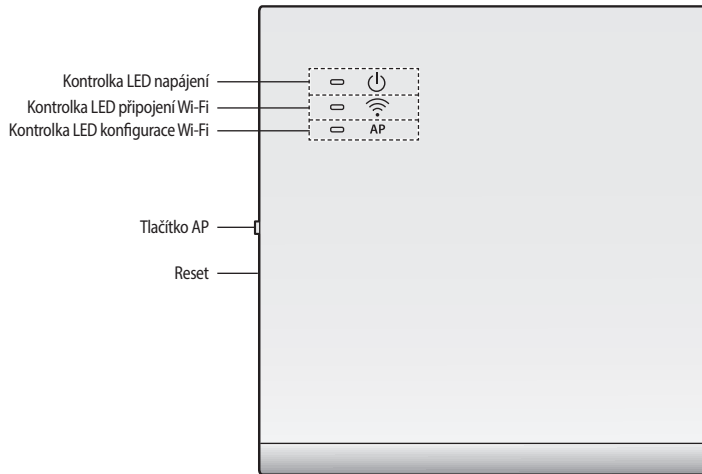 Kontrolka LED napájení
Kontrolka LED připojení Wi-Fi
Kontrolka LED konfigurace Wi-Fi
AP
Tlačítko AP
Reset